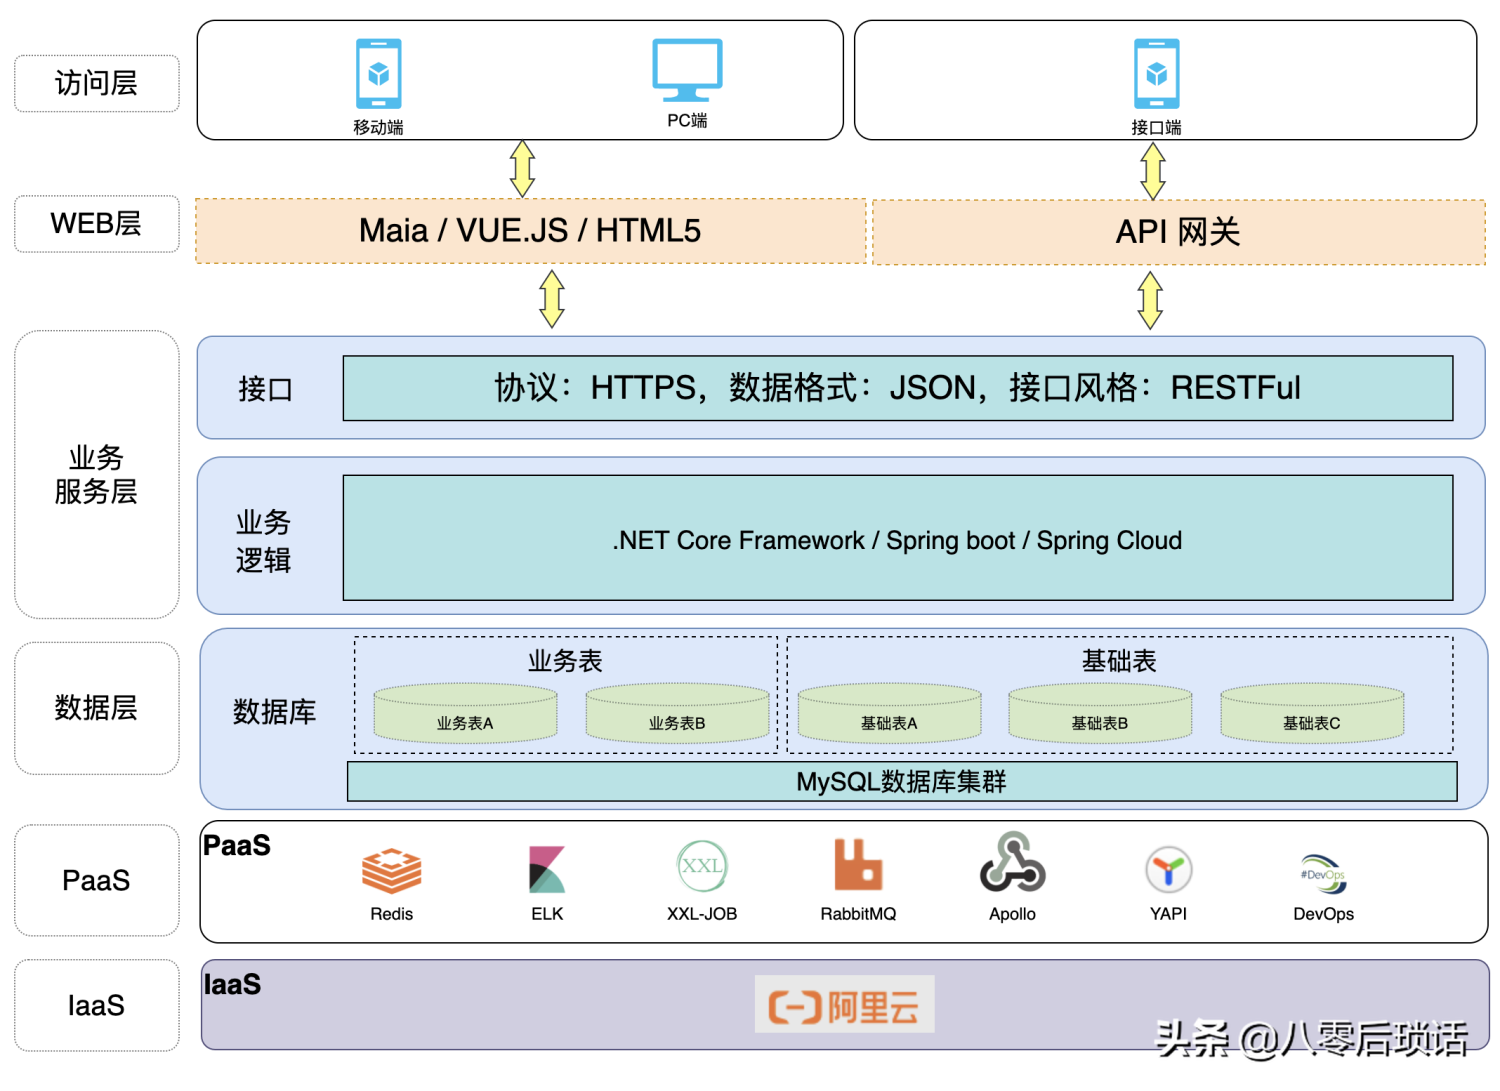 访问层
移动端
PC端
接口端
WEB层
Maia / VUE.JS / HTML5
API 网关
业务
服务层
接口
协议：HTTPS，数据格式：JSON，接口风格：RESTFul
业务
逻辑
.NET Core Framework / Spring boot / Spring Cloud
数据层
数据库
业务表
业务表A
业务表B
基础表
基础表A
基础表B
基础表C
MySQL数据库集群
PaaS
PaaS
Redis
ELK
XXL
XXL-JOB
RabbitMQ
Apollo
YAPI
#DevOps
DevOps
IaaS
IaaS
阿里云
头条 @八零后琐话